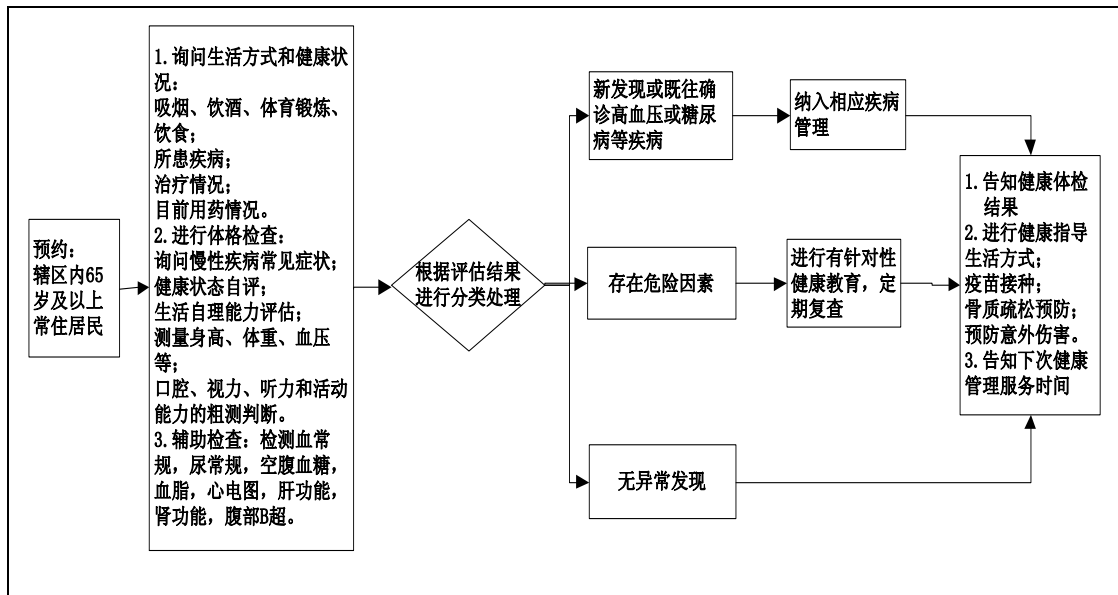 预约：
辖区内65
岁及以上
常住居民
1.询问生活方式和健康状
况：
吸烟、饮酒、体育锻炼、
饮食；
所患疾病；
治疗情况；
目前用药情况。
2.进行体格检查：
询问慢性疾病常见症状；
健康状态自评；
生活自理能力评估；
测量身高、体重、血压
等；
口腔、视力、听力和活动
能力的粗测判断。
3.辅助检查：检测血常
规，尿常规，空腹血糖，
血脂，心电图，肝功能，
肾功能，腹部B超。
根据评估结果
进行分类处理
新发现或既往确
诊高血压或糖尿
病等疾病
纳入相应疾病
管理
存在危险因素
进行有针对性
健康教育，定
期复查
无异常发现
1.告知健康体检
结果
2.进行健康指导
生活方式；
疫苗接种；
骨质疏松预防；
预防意外伤害。
3.告知下次健康
管理服务时间